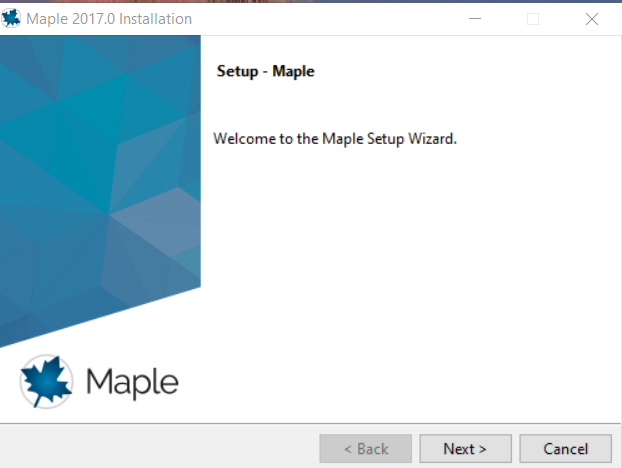 Maple 2017.0 Installation
Setup - Maple
Welcome to the Maple Setup Wizard.
Maple
< Back
Next >
Cancel